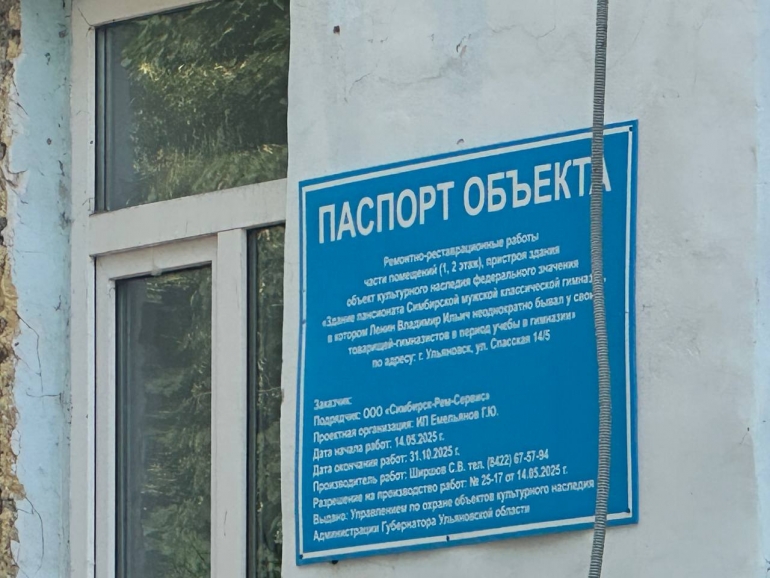 ПАСПОРТ ОБЪЕКТА
Ремонтно-реставрационные работы
части помещений (1, 2 этаж), пристроя здания
объект культурного наследия федерального значения
«Здание пансионата Симбирской мужской классической гимназ
в котором Ленин Владимир Ильич неоднократно бывал у сво
товарищей-гимназистов в период учебы в гимназии»
по адресу: г. Ульяновск, ул. Спасская 14/5
Заказчик:
Подрядчик: ООО «Симбирск-Рем-Сервис»
Проектная организация: ИП Емельянов Г.Ю.
Дата начала работ: 14.05.2025 г.
Дата окончания работ: 31.10.2025 г.
Производитель работ: Ширшов С.В. тел. (8422) 67-57-94
Разрешение на производство работ: № 25-17 от 14.05.2025 г.
Выдано: Управлением по охране объектов культурного наследия
Администрации Губернатора Ульяновской области